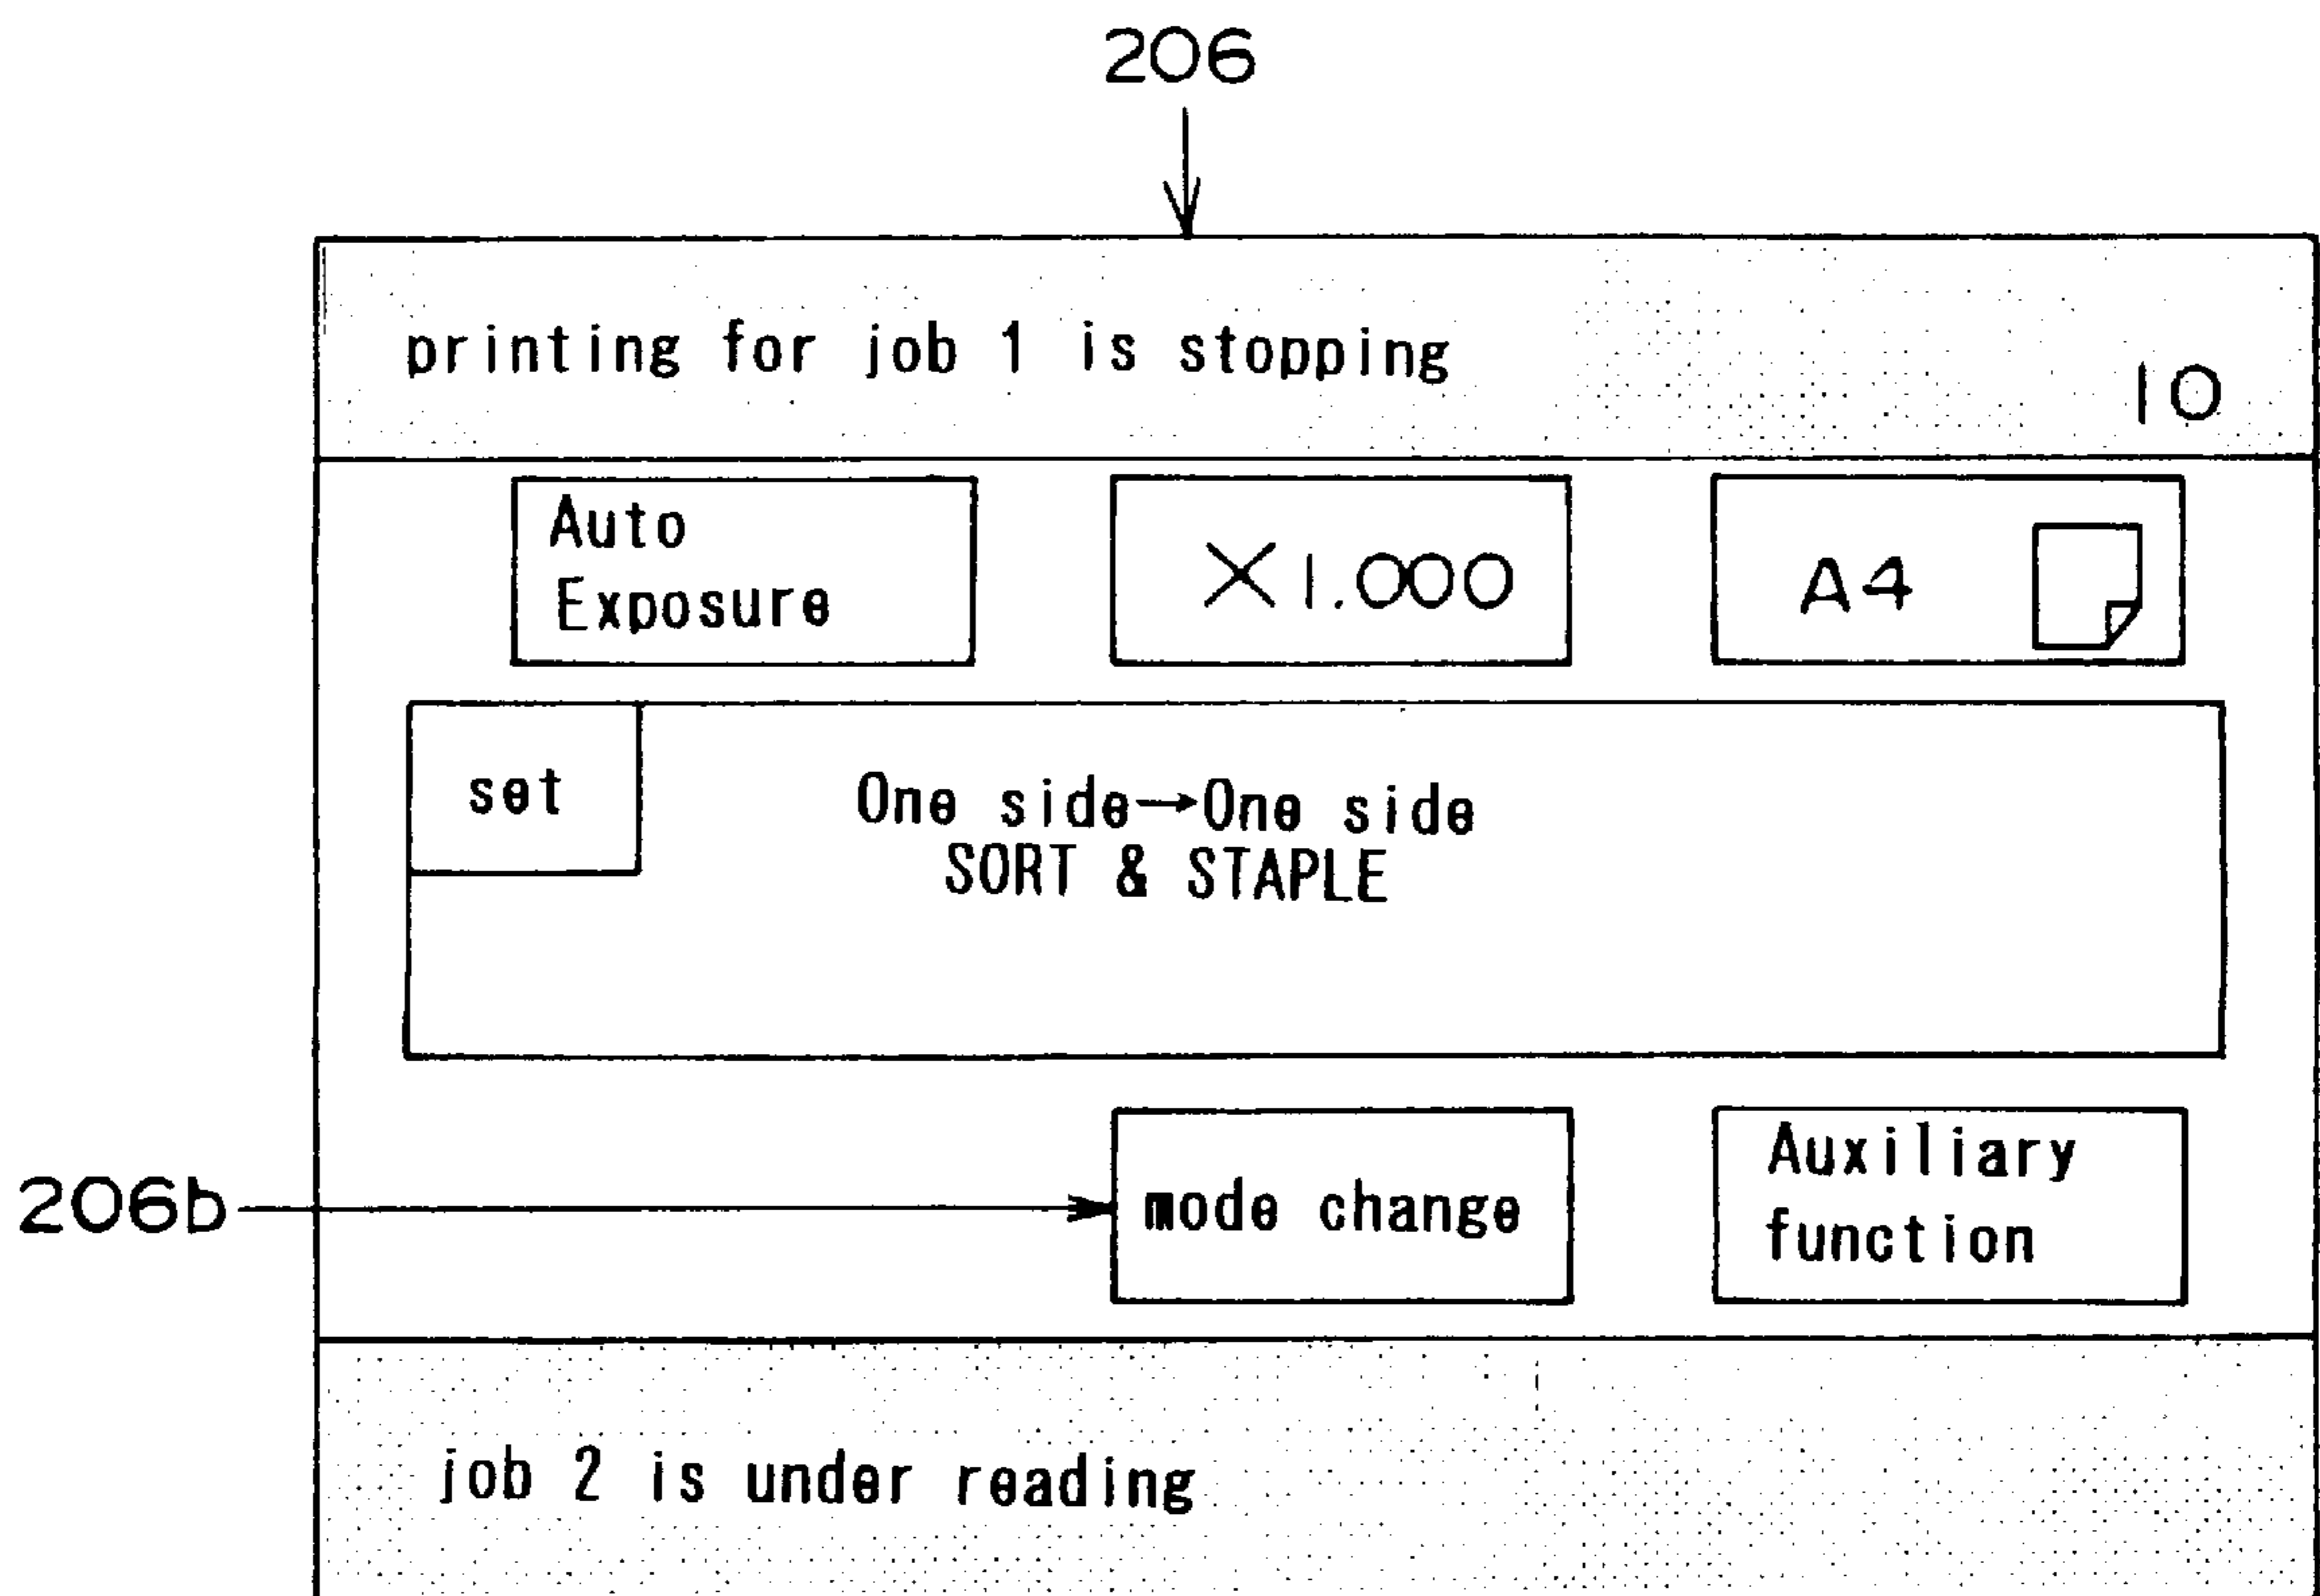 206
printing for job 1 is stopping
10
Auto
Exposure
×1.000
A4
set
One side→One side
SORT & STAPLE
206b
mode change
Auxiliary
function
job 2 is under reading